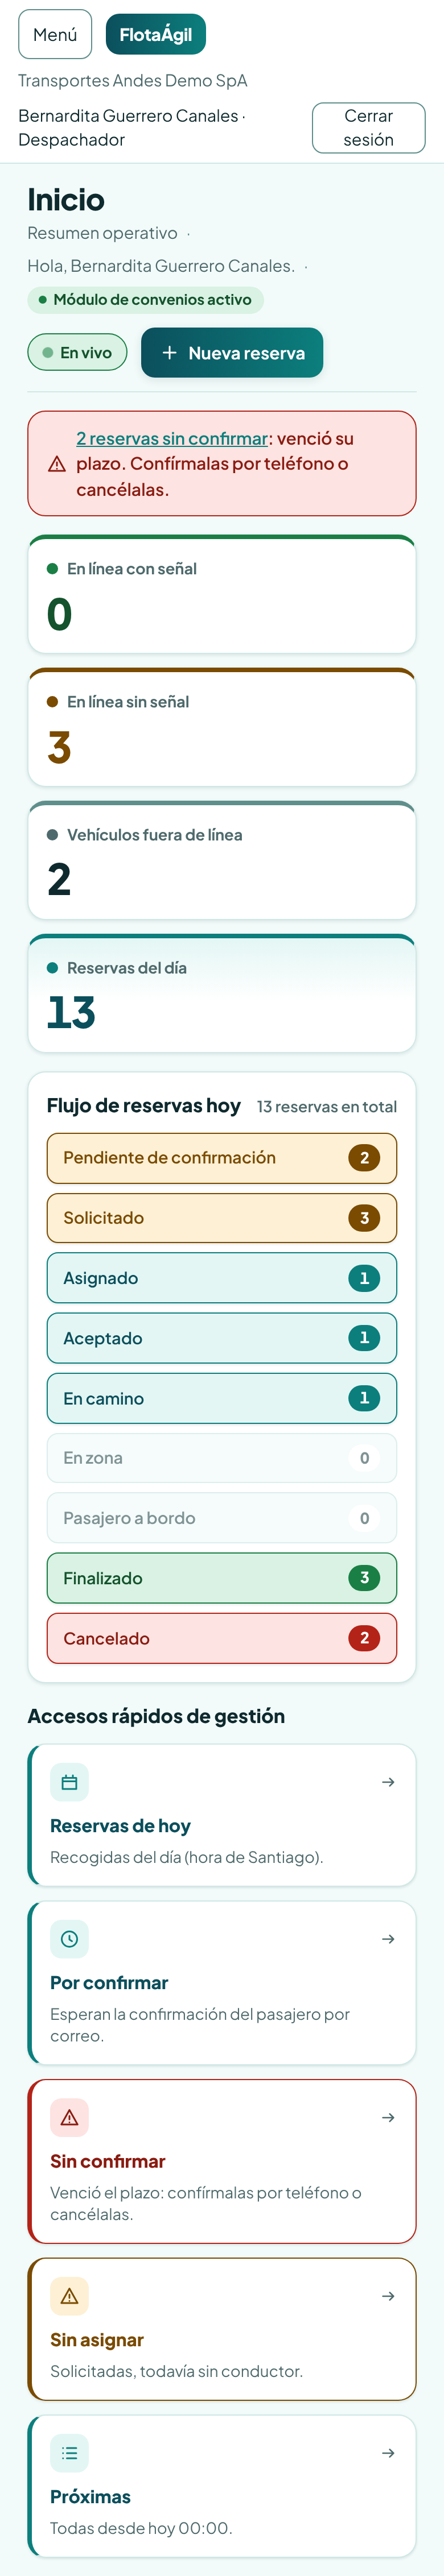 Menú
FlotaÁgil
Transportes Andes Demo SpA
Bernardita Guerrero Canales ·
Despachador
Cerrar
sesión
Inicio
Resumen operativo ·
Hola, Bernardita Guerrero Canales. ·
Módulo de convenios activo
En vivo
+ Nueva reserva
2 reservas sin confirmar: venció su
plazo. Confírmalas por teléfono o
cancélalas.
En línea con señal
0
En línea sin señal
3
Vehículos fuera de línea
2
Reservas del día
13
Flujo de reservas hoy 13 reservas en total
Pendiente de confirmación 2
Solicitado 3
Asignado 1
Aceptado 1
En camino 1
En zona 0
Pasajero a bordo 0
Finalizado 3
Cancelado 2
Accesos rápidos de gestión
Reservas de hoy
Recogidas del día (hora de Santiago).
Por confirmar
Esperan la confirmación del pasajero por
correo.
Sin confirmar
Venció el plazo: confírmalas por teléfono o
cancélalas.
Sin asignar
Solicitadas, todavía sin conductor.
Próximas
Todas desde hoy 00:00.